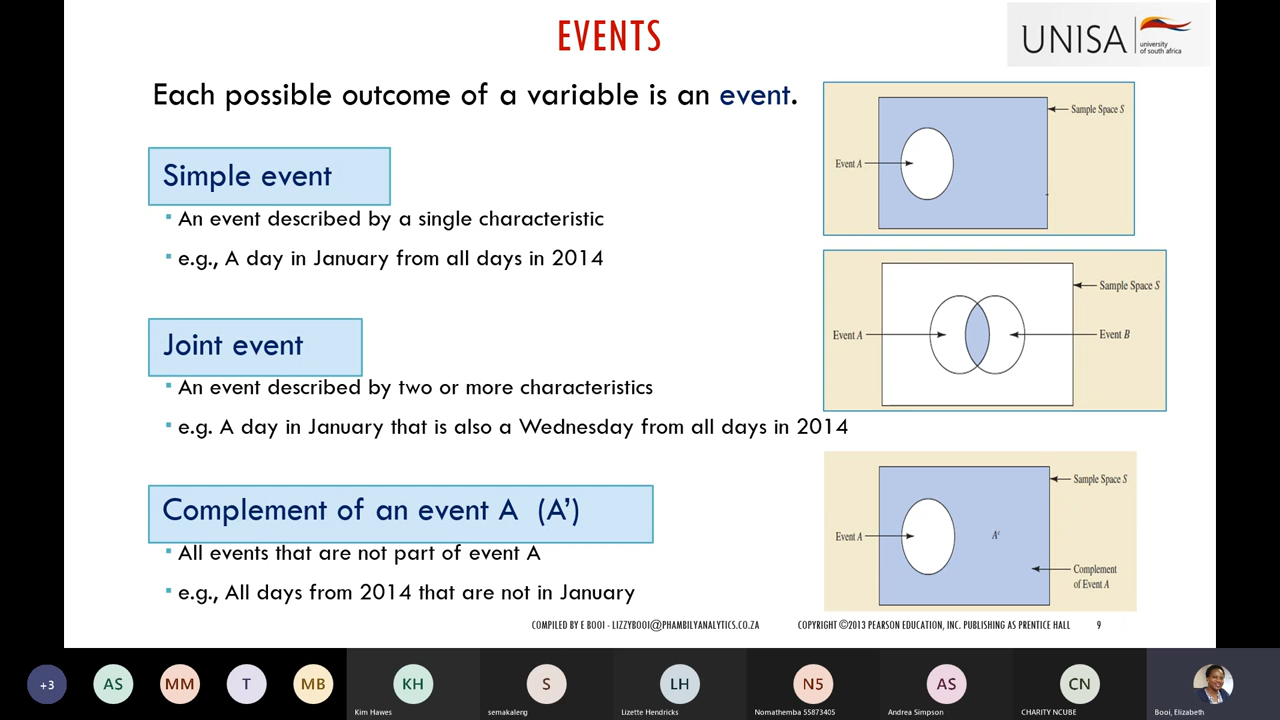 EVENTS
UNISA
university
of south africa
Each possible outcome of a variable is an event.
Simple event
An event described by a single characteristic
e.g., A day in January from all days in 2014
Sample Space S
Event A
Joint event
An event described by two or more characteristics
e.g. A day in January that is also a Wednesday from all days in 2014
Sample Space S
Event A
Event B
Complement of an event A (A’)
All events that are not part of event A
e.g., All days from 2014 that are not in January
Sample Space S
Event A
Aᶜ
Complement
of Event A
COMPILED BY E BOOI - LIZZYBOOI@PHAMBILYANALYTICS.CO.ZA
COPYRIGHT ©2013 PEARSON EDUCATION, INC. PUBLISHING AS PRENTICE HALL
9
+3
AS
MM
T
MB
KH
Kim Hawes
S
semakaleng
LH
Lizette Hendricks
N5
Nomathemba 55873405
AS
Andrea Simpson
CN
CHARITY NCUBE
Booi, Elizabeth